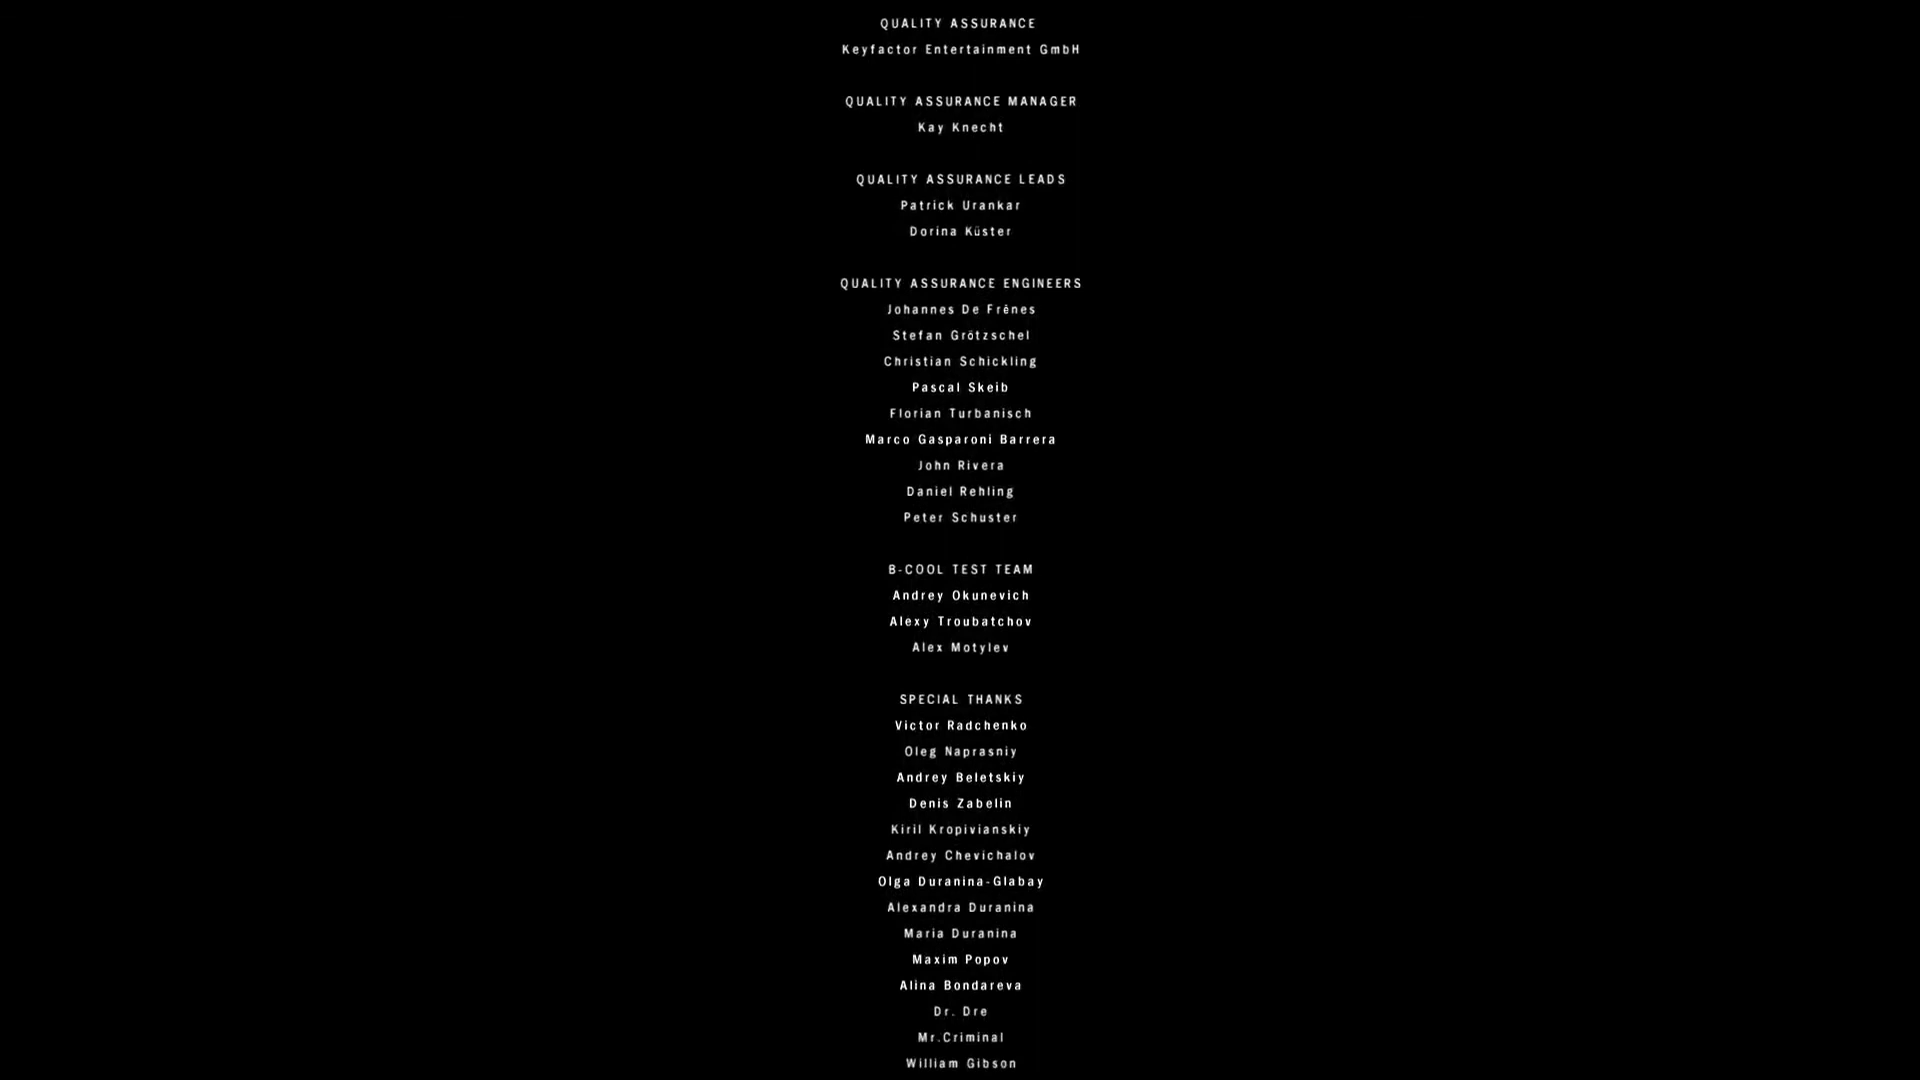 QUALITY ASSURANCE
Keyfactor Entertainment GmbH
QUALITY ASSURANCE MANAGER
Kay Knecht
QUALITY ASSURANCE LEADS
Patrick Urankar
Dorina Küster
QUALITY ASSURANCE ENGINEERS
Johannes De Frênes
Stefan Grötzschel
Christian Schickling
Pascal Skeib
Florian Turbanisch
Marco Gasparoni Barrera
John Rivera
Daniel Rehling
Peter Schuster
B-COOL TEST TEAM
Andrey Okunevich
Alexy Troubatchov
Alex Motylev
SPECIAL THANKS
Victor Radchenko
Oleg Naprasniy
Andrey Beletskiy
Denis Zabelin
Kiril Kropivianskiy
Andrey Chevichalov
Olga Duranina-Glabay
Alexandra Duranina
Maria Duranina
Maxim Popov
Alina Bondareva
Dr. Dre
Mr.Criminal
William Gibson